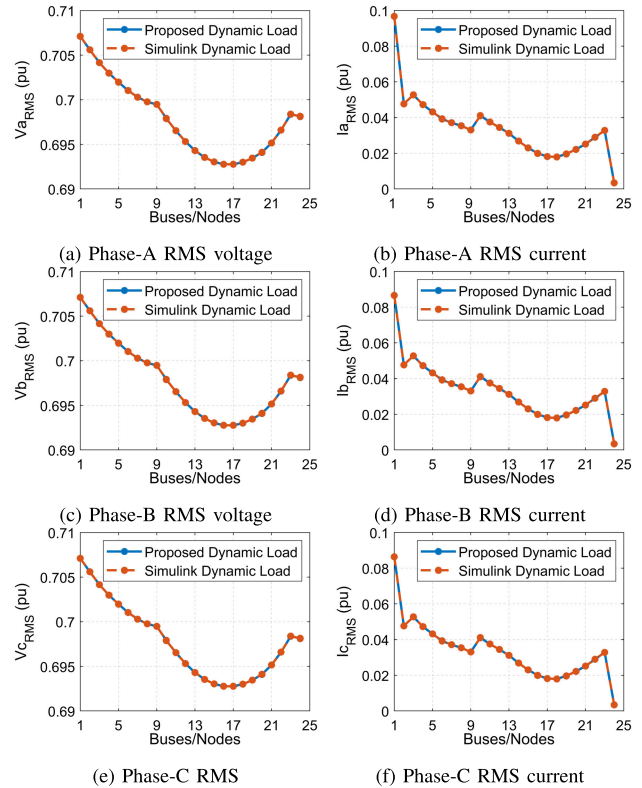 0.71
0.705
0.7
0.695
0.69
Va_RMS (pu)
Proposed Dynamic Load
Simulink Dynamic Load
1 5 9 13 17 21 25
Buses/Nodes
(a) Phase-A RMS voltage
0.1
0.08
0.06
0.04
0.02
0
Ia_RMS (pu)
Proposed Dynamic Load
Simulink Dynamic Load
1 5 9 13 17 21 25
Buses/Nodes
(b) Phase-A RMS current
0.71
0.705
0.7
0.695
0.69
Vb_RMS (pu)
Proposed Dynamic Load
Simulink Dynamic Load
1 5 9 13 17 21 25
Buses/Nodes
(c) Phase-B RMS voltage
0.1
0.08
0.06
0.04
0.02
0
Ib_RMS (pu)
Proposed Dynamic Load
Simulink Dynamic Load
1 5 9 13 17 21 25
Buses/Nodes
(d) Phase-B RMS current
0.71
0.705
0.7
0.695
0.69
Vc_RMS (pu)
Proposed Dynamic Load
Simulink Dynamic Load
1 5 9 13 17 21 25
Buses/Nodes
(e) Phase-C RMS
0.1
0.08
0.06
0.04
0.02
0
Ic_RMS (pu)
Proposed Dynamic Load
Simulink Dynamic Load
1 5 9 13 17 21 25
Buses/Nodes
(f) Phase-C RMS current